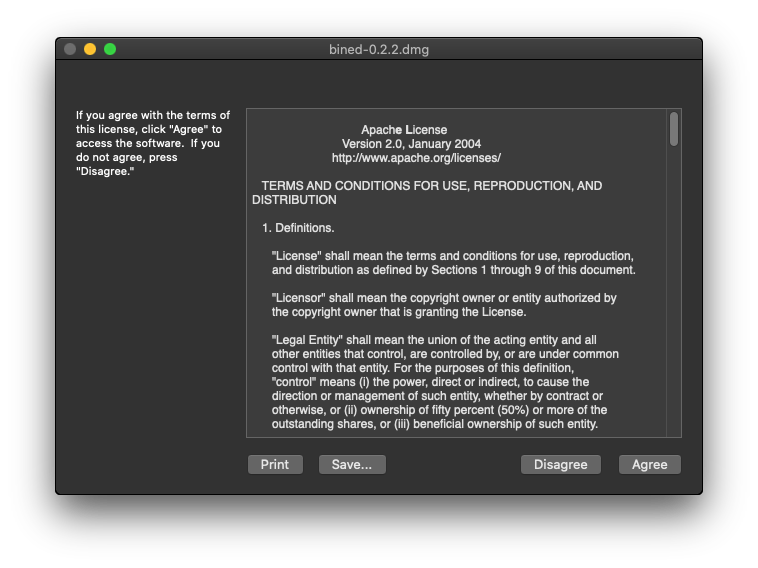 bined-0.2.2.dmg
If you agree with the terms of
this license, click "Agree" to
access the software.  If you
do not agree, press
"Disagree."
Apache License
Version 2.0, January 2004
http://www.apache.org/licenses/
TERMS AND CONDITIONS FOR USE, REPRODUCTION, AND
DISTRIBUTION
1. Definitions.
"License" shall mean the terms and conditions for use, reproduction,
and distribution as defined by Sections 1 through 9 of this document.
"Licensor" shall mean the copyright owner or entity authorized by
the copyright owner that is granting the License.
"Legal Entity" shall mean the union of the acting entity and all
other entities that control, are controlled by, or are under common
control with that entity. For the purposes of this definition,
"control" means (i) the power, direct or indirect, to cause the
direction or management of such entity, whether by contract or
otherwise, or (ii) ownership of fifty percent (50%) or more of the
outstanding shares, or (iii) beneficial ownership of such entity.
Print
Save...
Disagree
Agree